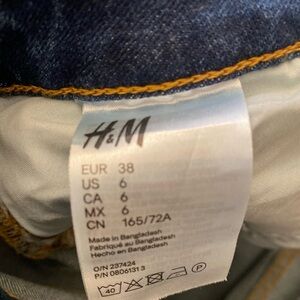 H&M
EUR 38
US 6
CA 6
MX 6
CN 165/72A
Made in Bangladesh
Fabriqué au Bangladesh
Hecho en Bangladesh
O/N 237424
P/N 08061313
40 P